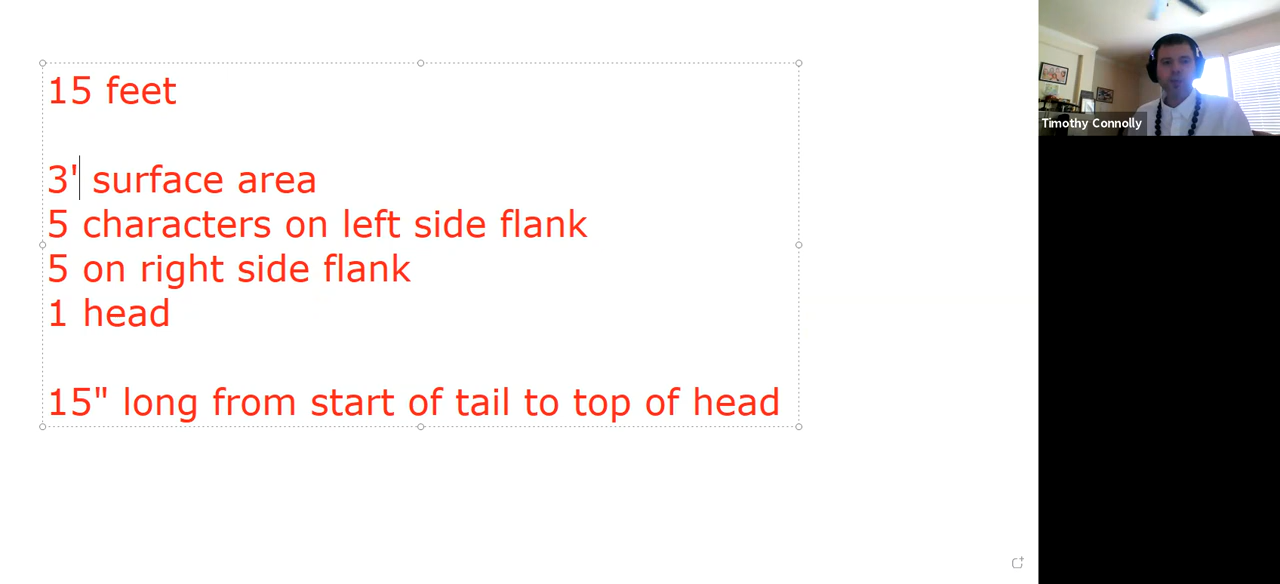 15 feet
3' surface area
5 characters on left side flank
5 on right side flank
1 head
15" long from start of tail to top of head
Timothy Connolly